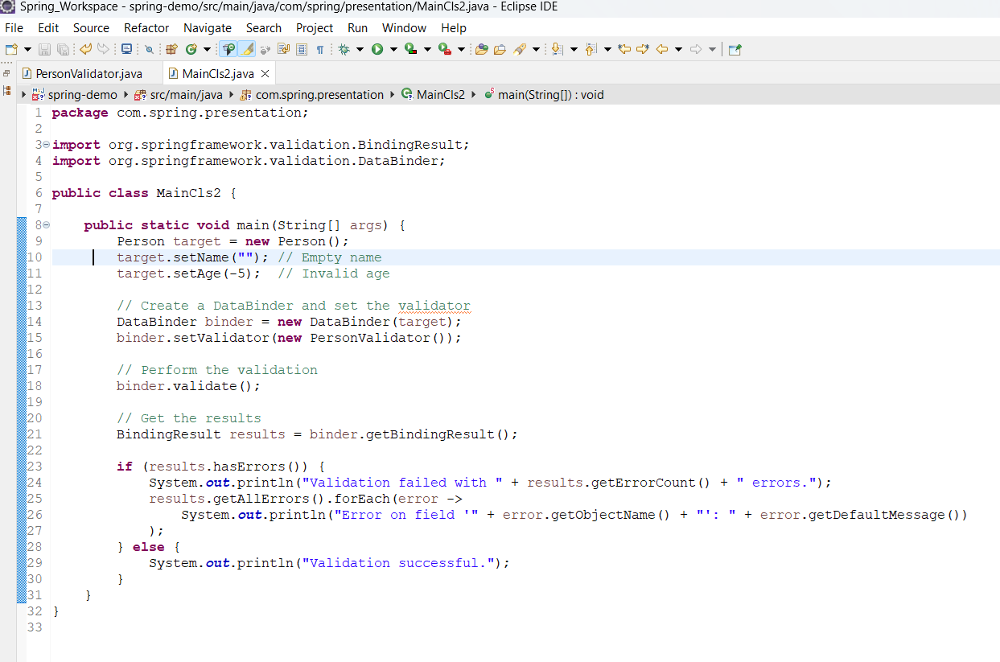 Spring_Workspace - spring-demo/src/main/java/com/spring/presentation/MainCls2.java - Eclipse IDE
File Edit Source Refactor Navigate Search Project Run Window Help
PersonValidator.java MainCls2.java
spring-demo src/main/java com.spring.presentation MainCls2 main(String[]) : void
1 package com.spring.presentation;
2
3 import org.springframework.validation.BindingResult;
4 import org.springframework.validation.DataBinder;
5
6 public class MainCls2 {
7
8     public static void main(String[] args) {
9         Person target = new Person();
10         target.setName(""); // Empty name
11         target.setAge(-5);  // Invalid age
12
13         // Create a DataBinder and set the validator
14         DataBinder binder = new DataBinder(target);
15         binder.setValidator(new PersonValidator());
16
17         // Perform the validation
18         binder.validate();
19
20         // Get the results
21         BindingResult results = binder.getBindingResult();
22
23         if (results.hasErrors()) {
24             System.out.println("Validation failed with " + results.getErrorCount() + " errors.");
25             results.getAllErrors().forEach(error ->
26                 System.out.println("Error on field '" + error.getObjectName() + "': " + error.getDefaultMessage())
27             );
28         } else {
29             System.out.println("Validation successful.");
30         }
31     }
32 }
33